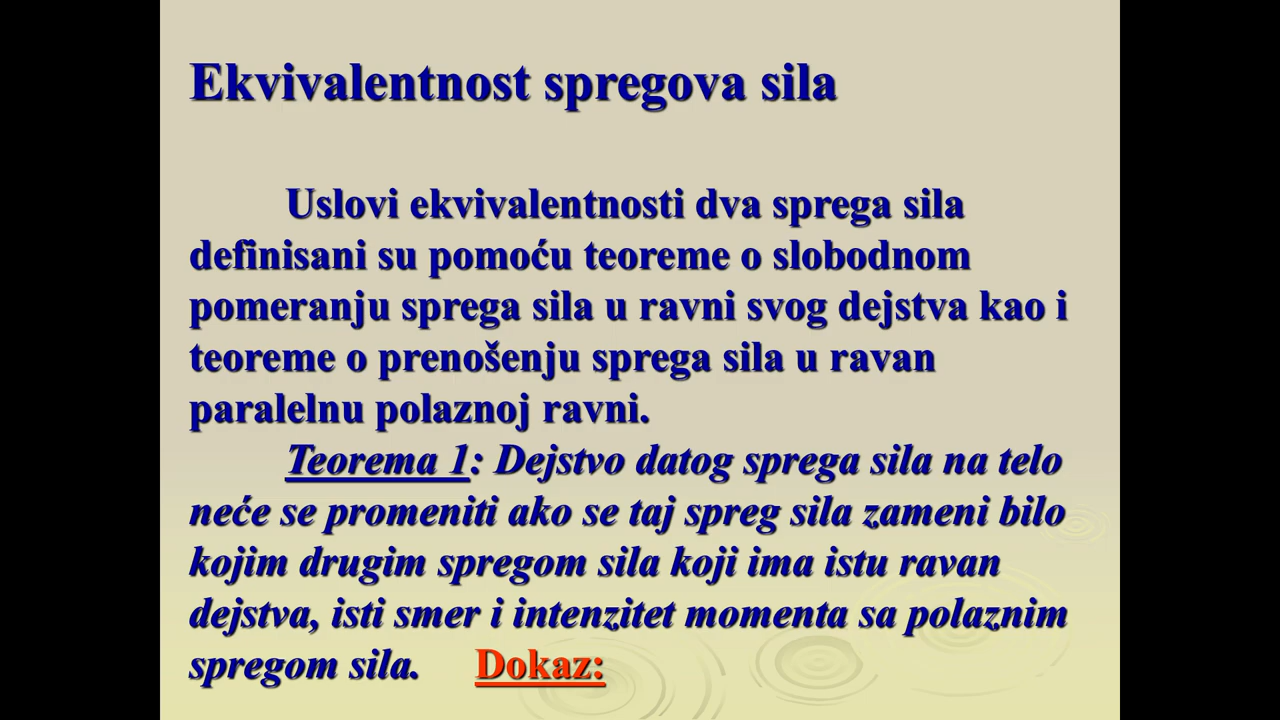 Ekvivalentnost spregova sila
Uslovi ekvivalentnosti dva sprega sila
definisani su pomoću teoreme o slobodnom
pomeranju sprega sila u ravni svog dejstva kao i
teoreme o prenošenju sprega sila u ravan
paralelnu polaznoj ravni.
Teorema 1: Dejstvo datog sprega sila na telo
neće se promeniti ako se taj spreg sila zameni bilo
kojim drugim spregom sila koji ima istu ravan
dejstva, isti smer i intenzitet momenta sa polaznim
spregom sila. Dokaz: